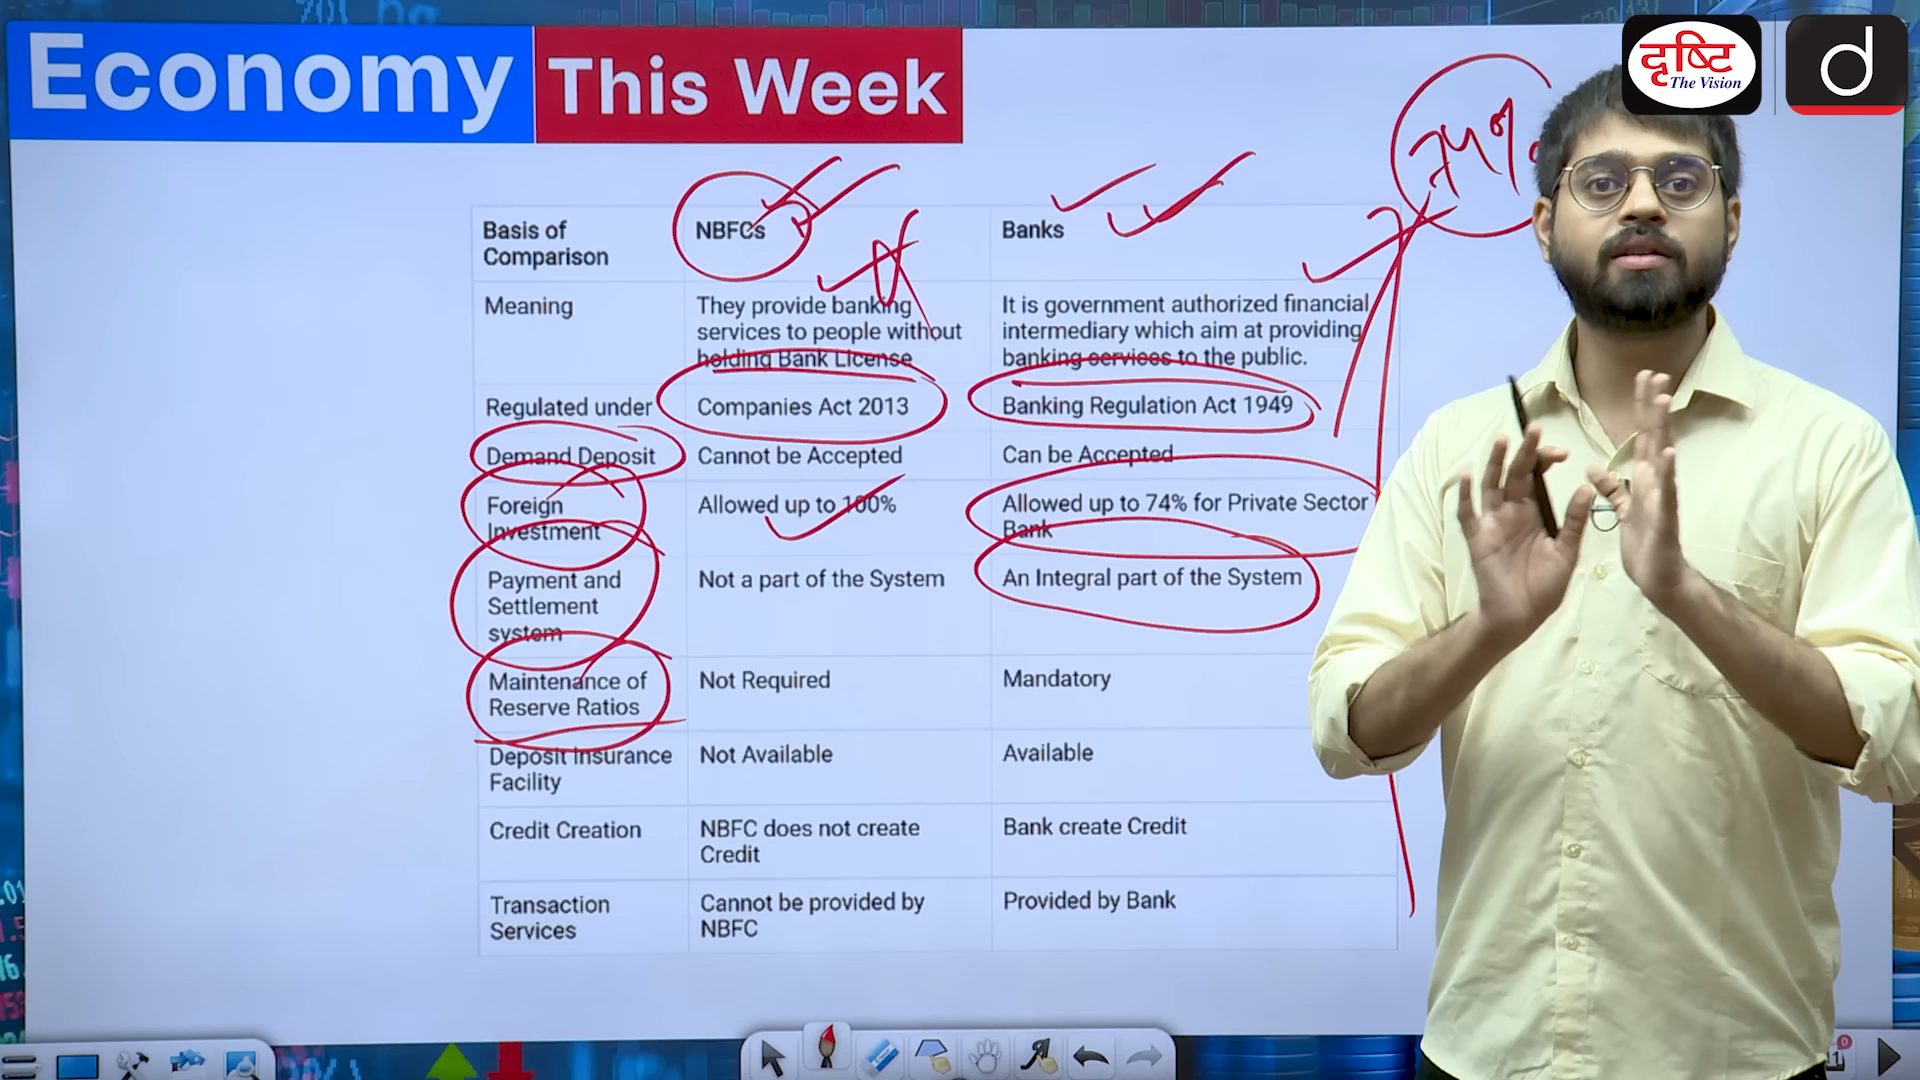 Economy This Week
दृष्टि
The Vision
d
74%
Basis of Comparison
NBFCs
Banks
Meaning
They provide banking
services to people without
holding Bank License
It is government authorized financial
intermediary which aim at providing
banking services to the public.
Regulated under
Companies Act 2013
Banking Regulation Act 1949
Demand Deposit
Cannot be Accepted
Can be Accepted
Foreign
Investment
Allowed up to 100%
Allowed up to 74% for Private Sector
Bank
Payment and
Settlement
system
Not a part of the System
An Integral part of the System
Maintenance of
Reserve Ratios
Not Required
Mandatory
Deposit Insurance
Facility
Not Available
Available
Credit Creation
NBFC does not create
Credit
Bank create Credit
Transaction
Services
Cannot be provided by
NBFC
Provided by Bank